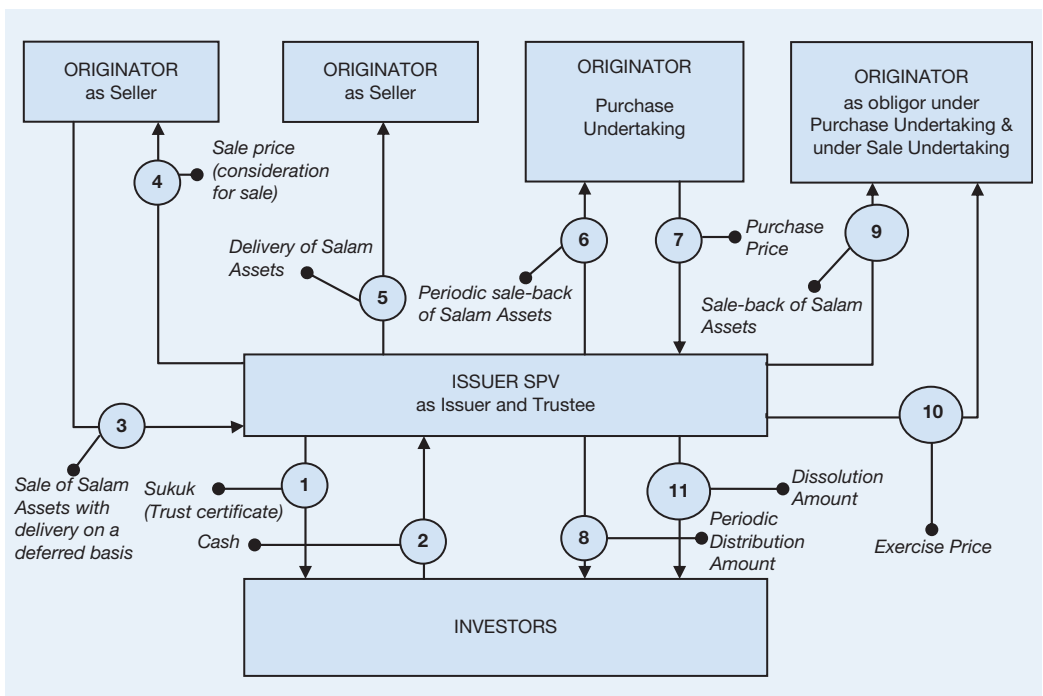 ORIGINATOR
as Seller
ORIGINATOR
as Seller
ORIGINATOR
Purchase
Undertaking
ORIGINATOR
as obligor under
Purchase Undertaking &
under Sale Undertaking
4
Sale price
(consideration
for sale)
5
Delivery of Salam
Assets
6
Periodic sale-back
of Salam Assets
7
Purchase
Price
9
Sale-back of Salam
Assets
ISSUER SPV
as Issuer and Trustee
3
Sale of Salam
Assets with
delivery on a
deferred basis
1
Sukuk
(Trust certificate)
2
Cash
8
Periodic
Distribution
Amount
11
Dissolution
Amount
10
Exercise Price
INVESTORS